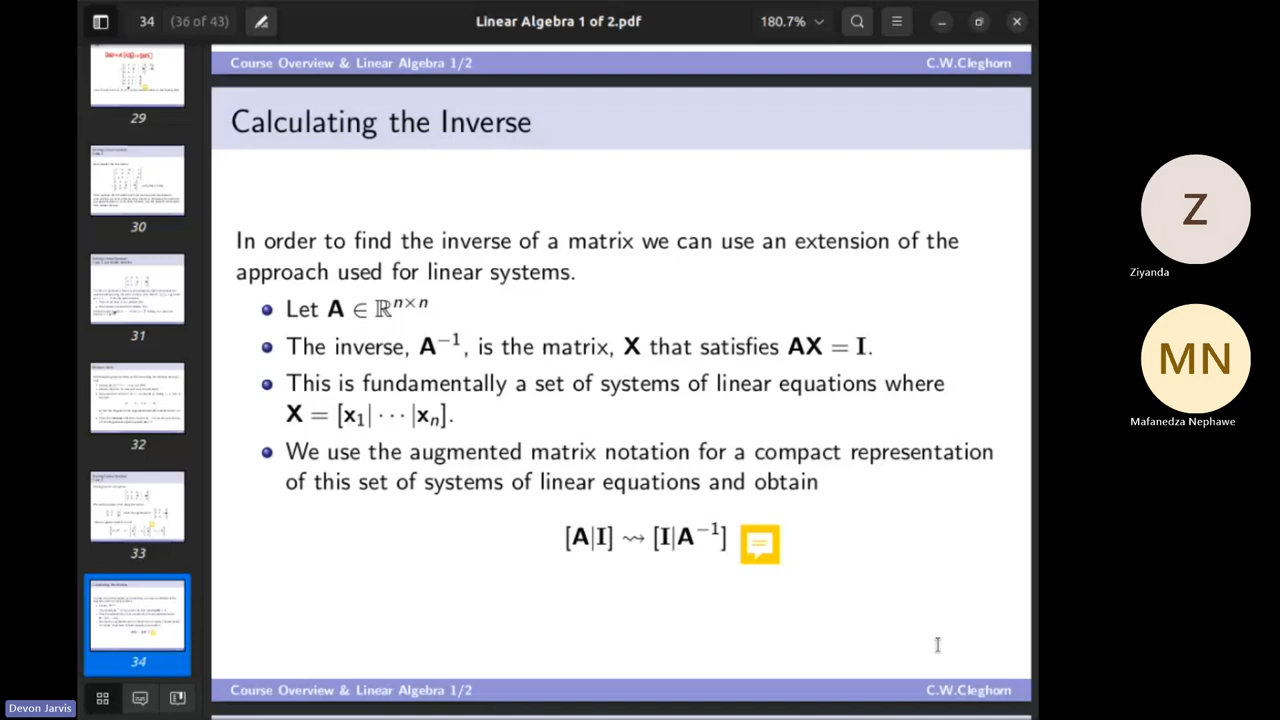 34 (36 of 43)
Linear Algebra 1 of 2.pdf
180.7%
Course Overview & Linear Algebra 1/2 C.W.Cleghorn
Calculating the Inverse
In order to find the inverse of a matrix we can use an extension of the
approach used for linear systems.
Let A ∈ ℝⁿˣⁿ
The inverse, A⁻¹, is the matrix, X that satisfies AX = I.
This is fundamentally a set of systems of linear equations where
X = [x₁| · · · |xₙ].
We use the augmented matrix notation for a compact representation
of this set of systems of linear equations and obtain
[A|I] ⇝ [I|A⁻¹]
Course Overview & Linear Algebra 1/2 C.W.Cleghorn
29
30
31
32
33
34
Z
Ziyanda
MN
Mafanedza Nephawe
Devon Jarvis